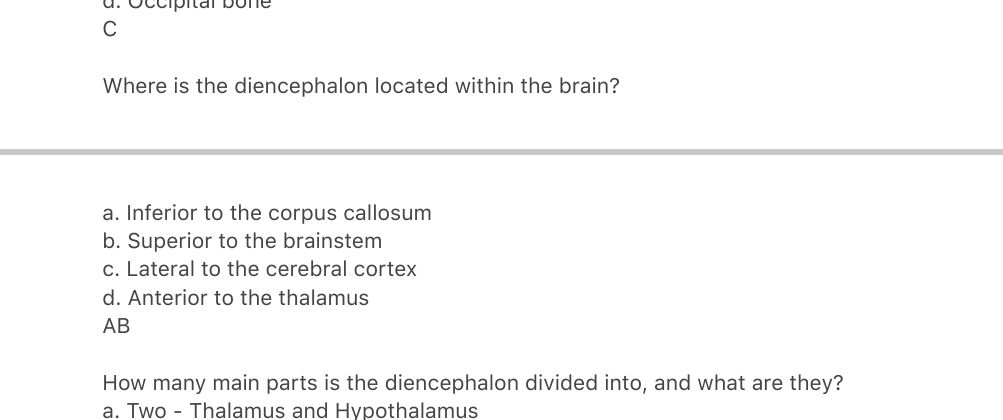 d. Occipital bone
C
Where is the diencephalon located within the brain?
a. Inferior to the corpus callosum
b. Superior to the brainstem
c. Lateral to the cerebral cortex
d. Anterior to the thalamus
AB
How many main parts is the diencephalon divided into, and what are they?
a. Two - Thalamus and Hypothalamus